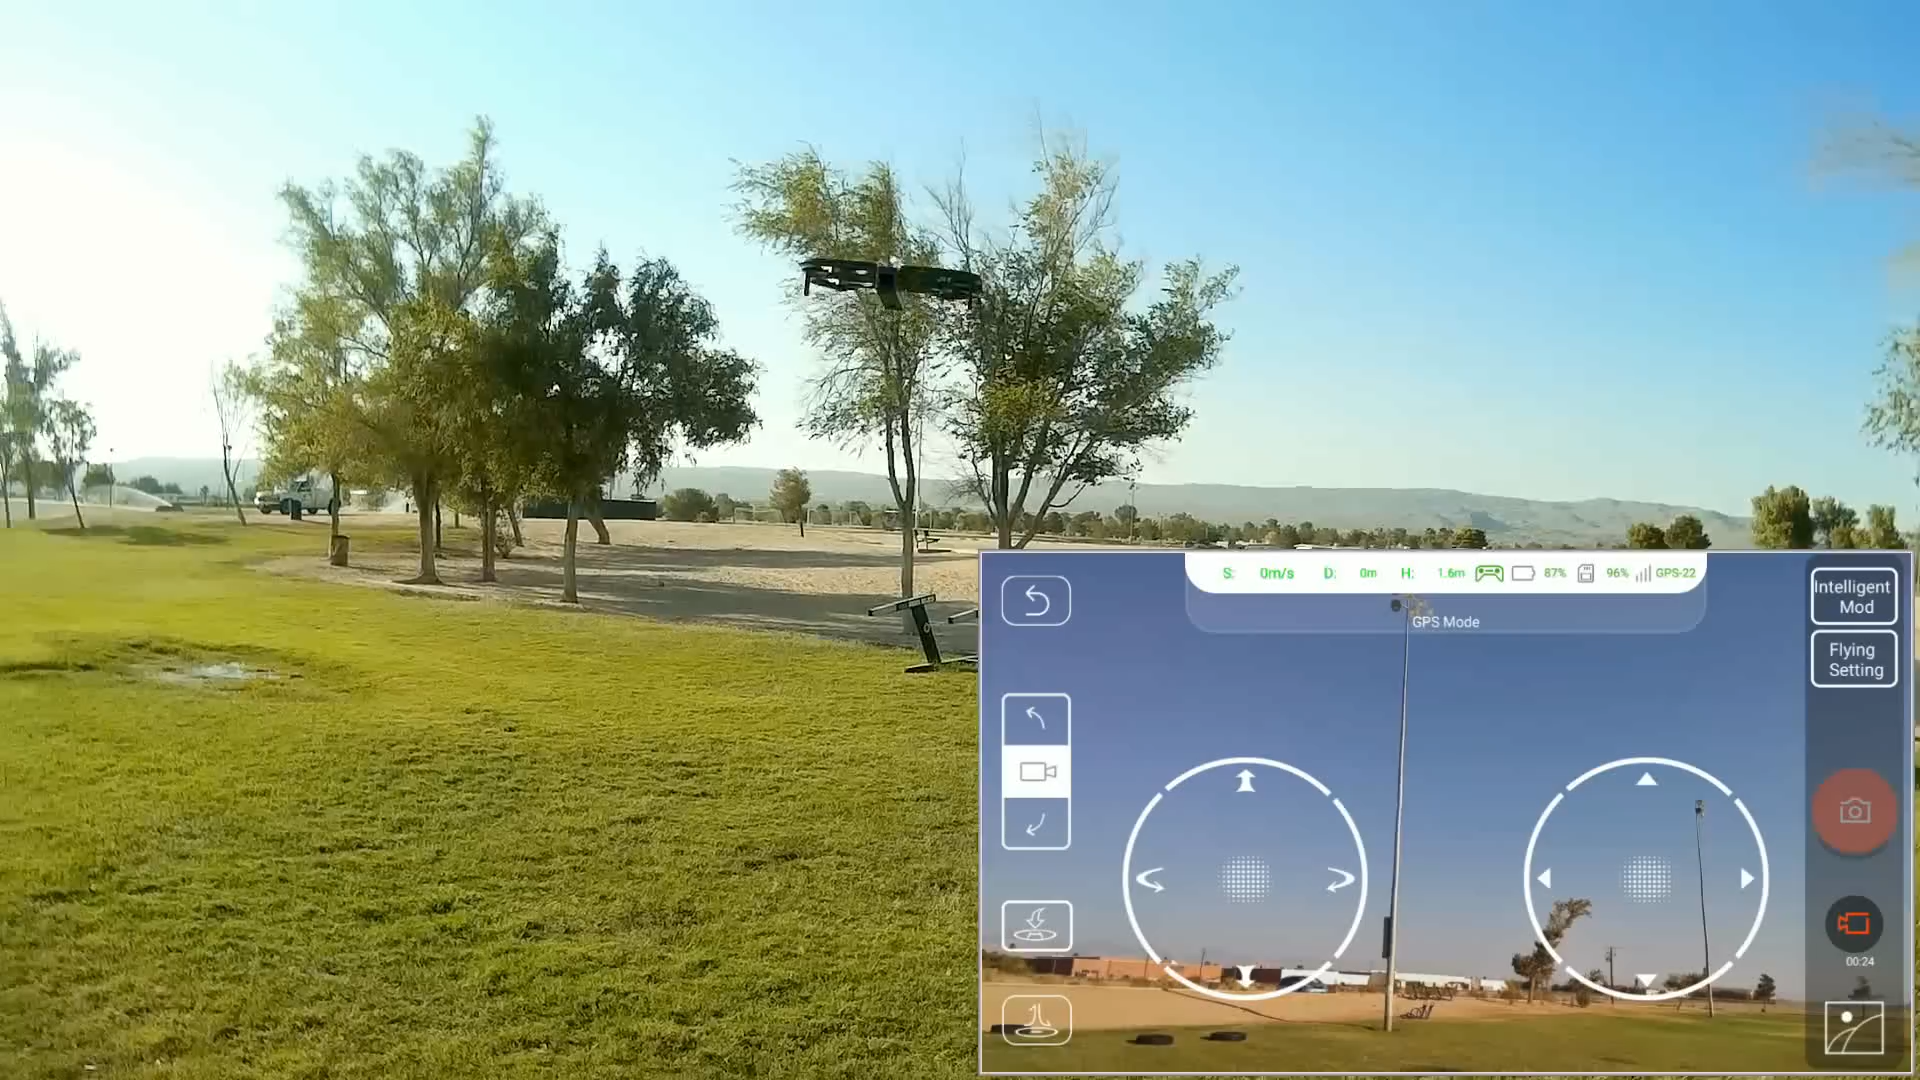 S: 0m/s D: 0m H: 1.6m 87% 96% GPS-22
GPS Mode
Intelligent
Mod
Flying
Setting
00:24